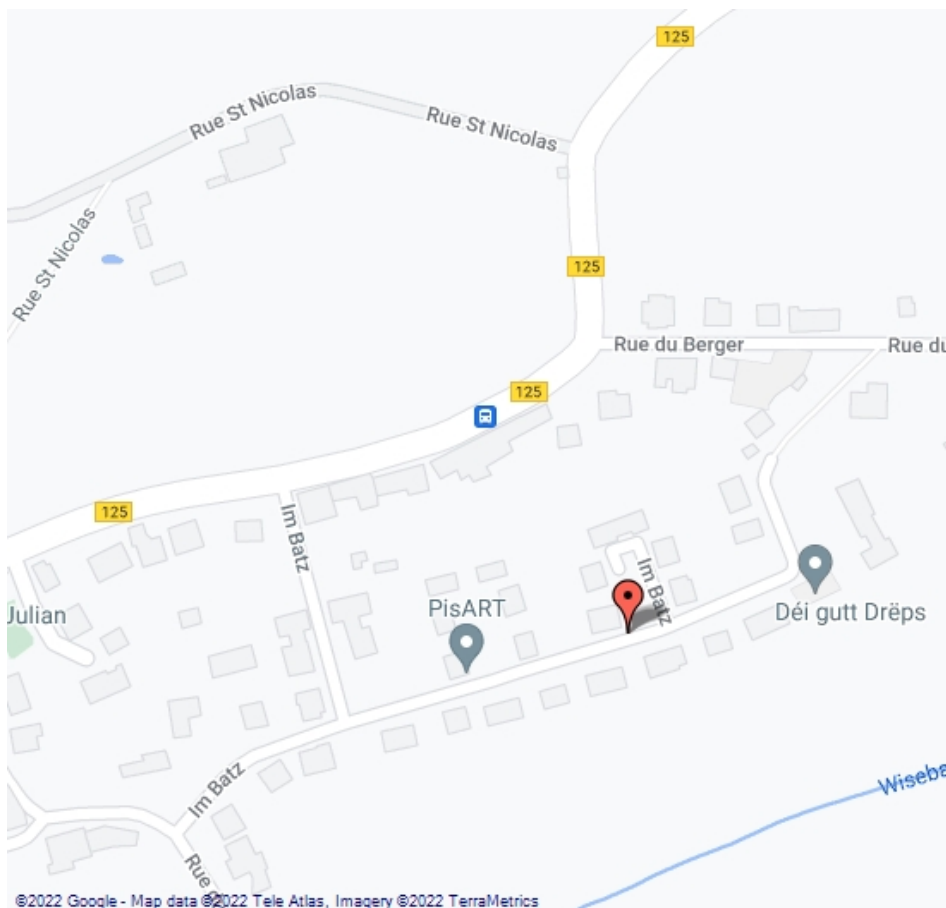 125
Rue St Nicolas
Rue St Nicolas
Rue St Nicolas
125
Rue du Berger
Rue du
125
125
Im Batz
Im Batz
Julian
PisART
Déi gutt Drëps
Im Batz
Wiseba
Rue d
©2022 Google - Map data ©2022 Tele Atlas, Imagery ©2022 TerraMetrics